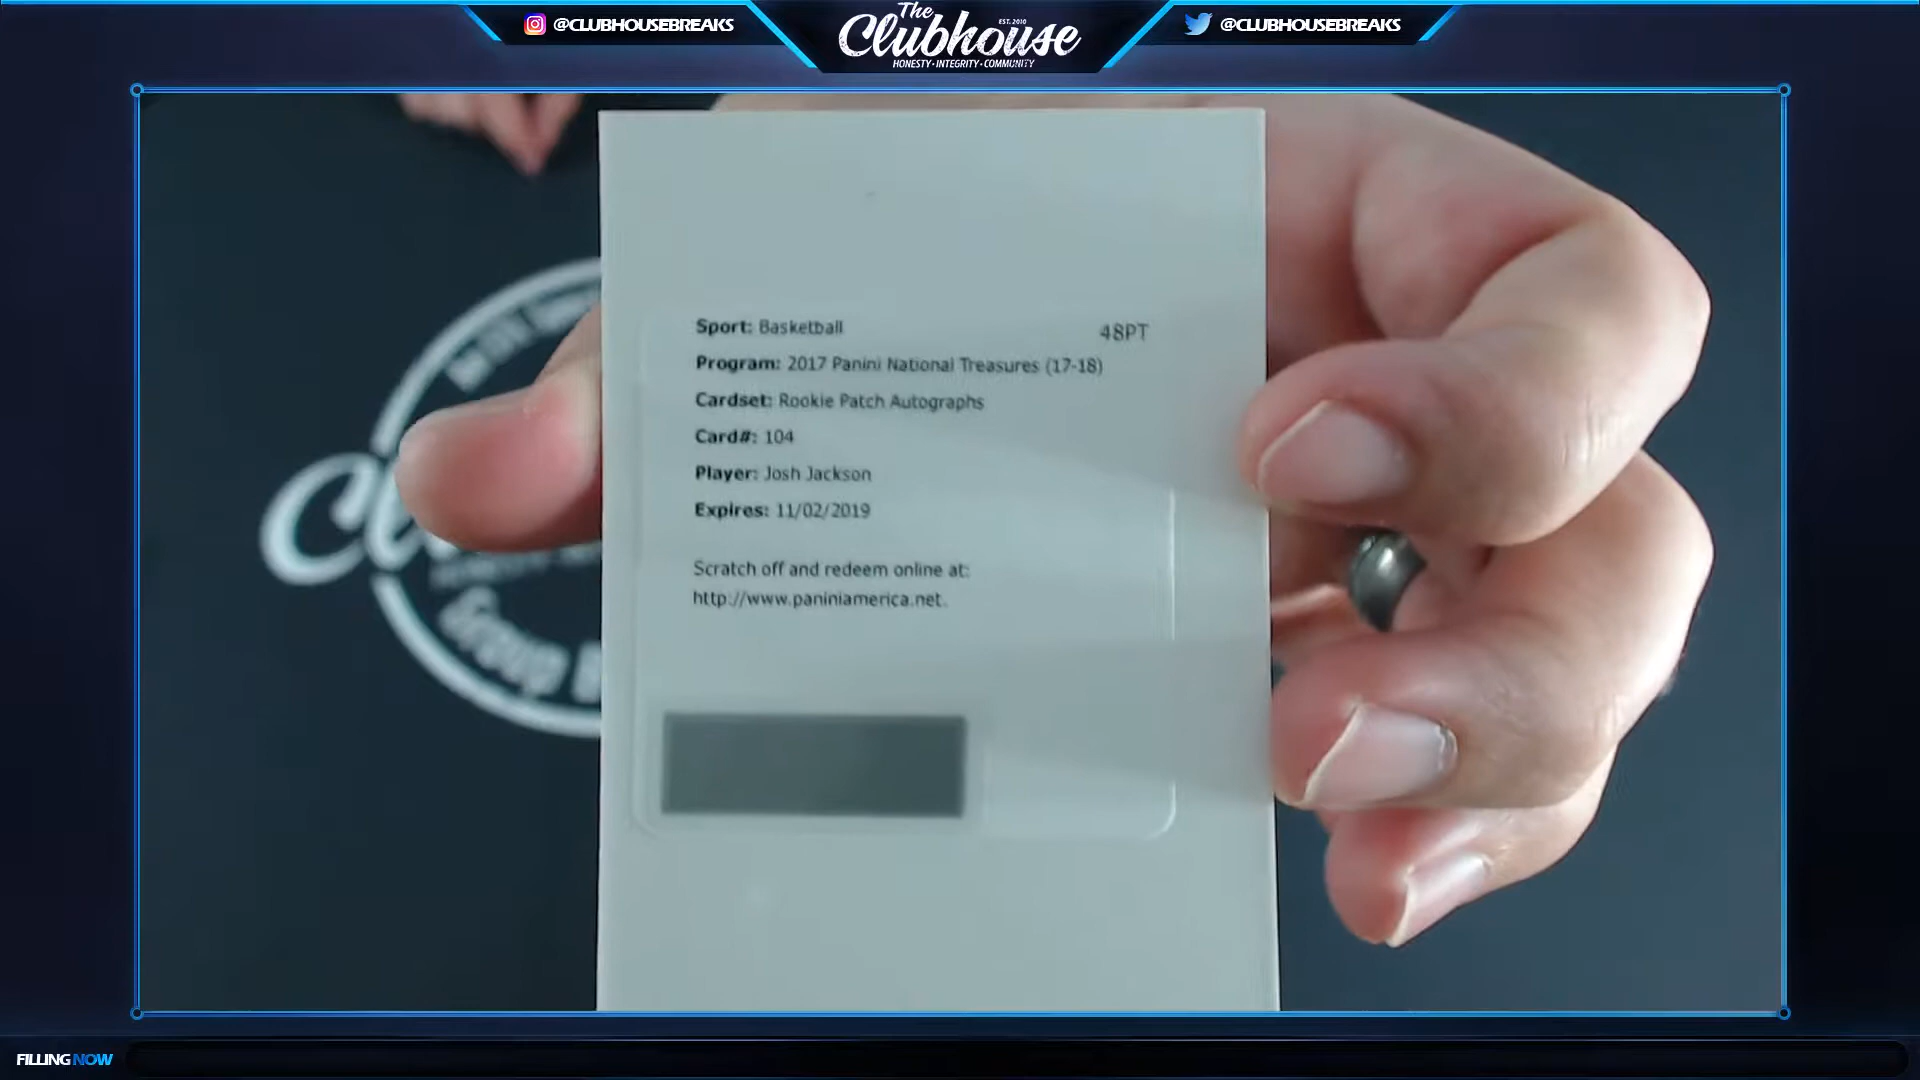 @CLUBHOUSEBREAKS
The
Clubhouse
EST. 2010
HONESTY • INTEGRITY • COMMUNITY
@CLUBHOUSEBREAKS
Sport: Basketball
48PT
Program: 2017 Panini National Treasures (17-18)
Cardset: Rookie Patch Autographs
Card#: 104
Player: Josh Jackson
Expires: 11/02/2019
Scratch off and redeem online at:
http://www.paniniamerica.net.
Group
FILLING NOW